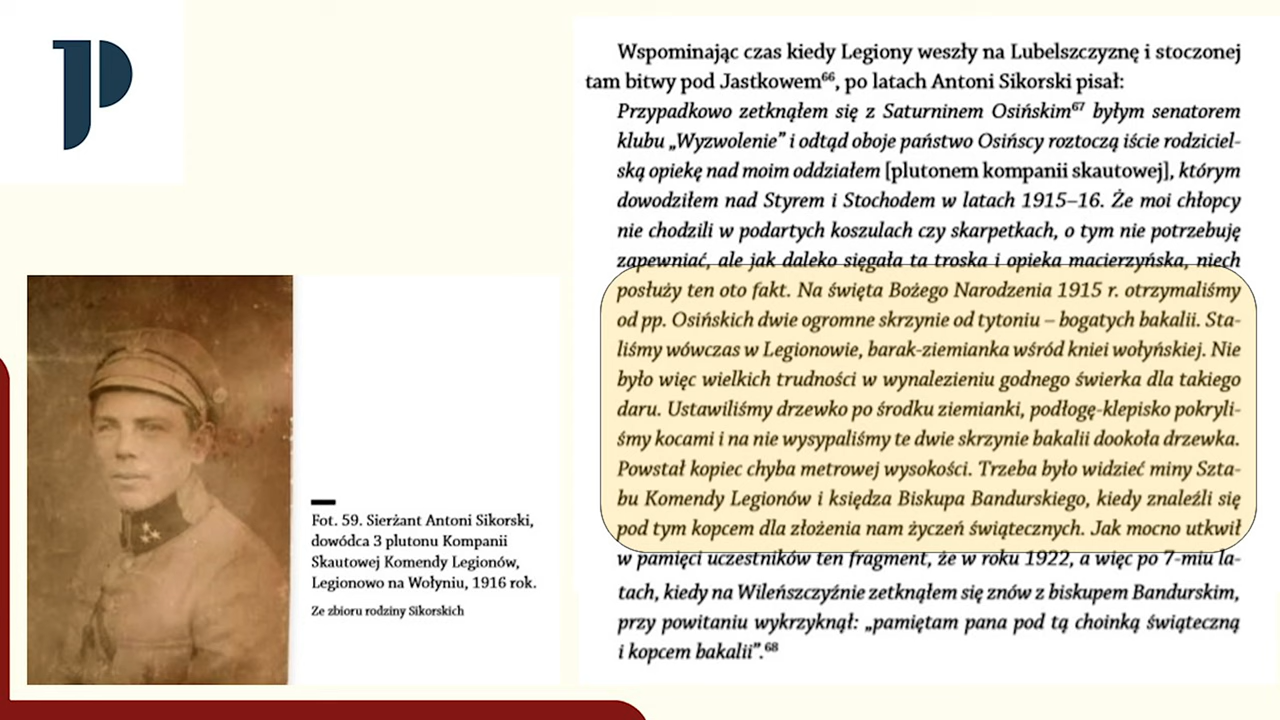 Wspominając czas kiedy Legiony weszły na Lubelszczyznę i stoczonej
tam bitwy pod Jastkowem⁶⁶, po latach Antoni Sikorski pisał:
Przypadkowo zetknąłem się z Saturninem Osińskim⁶⁷ byłym senatorem
klubu „Wyzwolenie” i odtąd oboje państwo Osińscy roztoczą iście rodziciel-
ską opiekę nad moim oddziałem [plutonem kompanii skautowej], którym
dowodziłem nad Styrem i Stochodem w latach 1915–16. Że moi chłopcy
nie chodzili w podartych koszulach czy skarpetkach, o tym nie potrzebuję
zapewniać, ale jak daleko sięgała ta troska i opieka macierzyńska, niech
posłuży ten oto fakt. Na święta Bożego Narodzenia 1915 r. otrzymaliśmy
od pp. Osińskich dwie ogromne skrzynie od tytoniu – bogatych bakalii. Sta-
liśmy wówczas w Legionowie, barak-ziemianka wśród kniei wołyńskiej. Nie
było więc wielkich trudności w wynalezieniu godnego świerka dla takiego
daru. Ustawiliśmy drzewko po środku ziemianki, podłogę-klepisko pokryli-
śmy kocami i na nie wysypaliśmy te dwie skrzynie bakalii dookoła drzewka.
Powstał kopiec chyba metrowej wysokości. Trzeba było widzieć miny Szta-
bu Komendy Legionów i księdza Biskupa Bandurskiego, kiedy znaleźli się
pod tym kopcem dla złożenia nam życzeń świątecznych. Jak mocno utkwił
w pamięci uczestników ten fragment, że w roku 1922, a więc po 7-miu la-
tach, kiedy na Wileńszczyźnie zetknąłem się znów z biskupem Bandurskim,
przy powitaniu wykrzyknął: „pamiętam pana pod tą choinką świąteczną
i kopcem bakalii”.⁶⁸
Fot. 59. Sierżant Antoni Sikorski,
dowódca 3 plutonu Kompanii
Skautowej Komendy Legionów,
Legionowo na Wołyniu, 1916 rok.
Ze zbioru rodziny Sikorskich